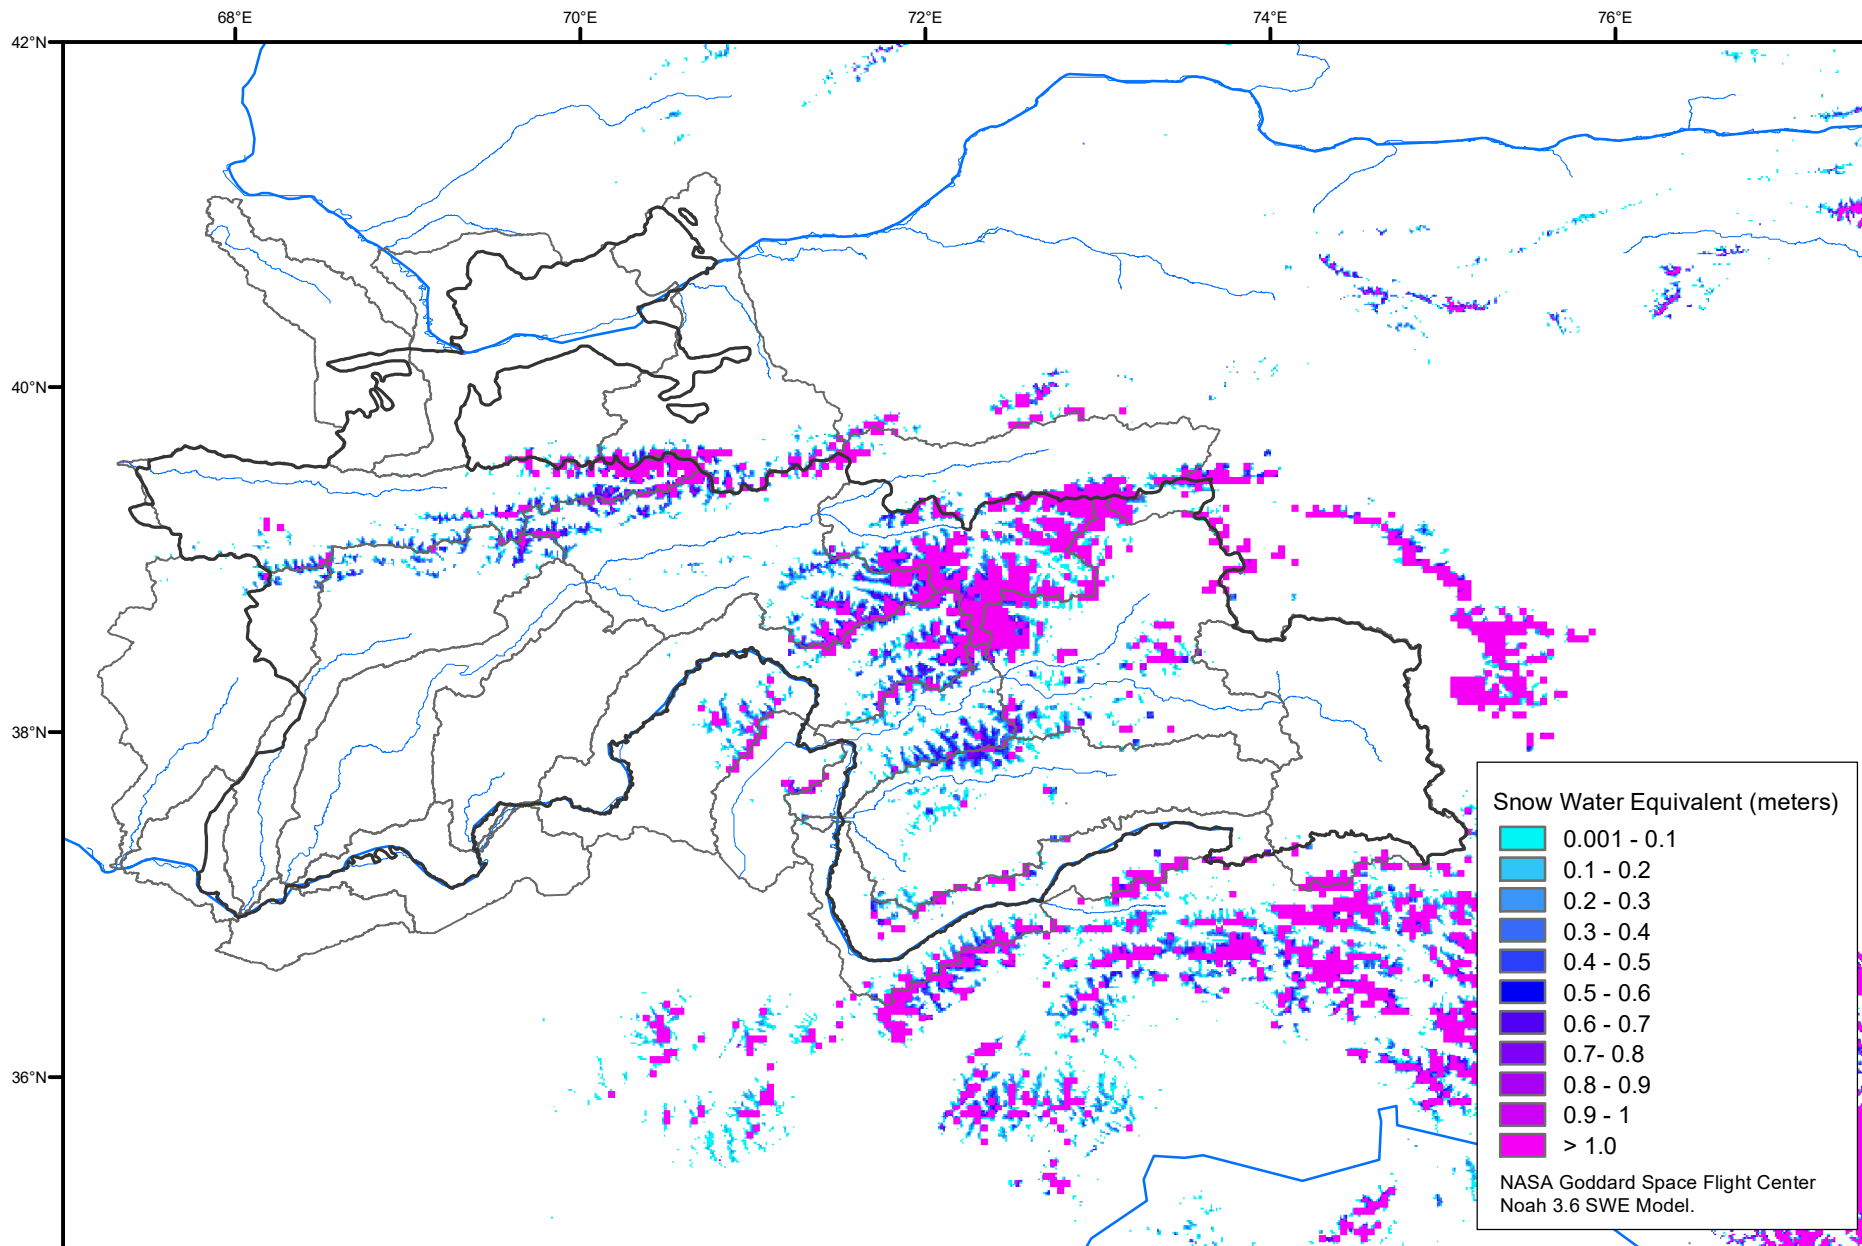 68°E
70°E
72°E
74°E
76°E
42°N
40°N
38°N
36°N
Snow Water Equivalent (meters)
0.001 - 0.1
0.1 - 0.2
0.2 - 0.3
0.3 - 0.4
0.4 - 0.5
0.5 - 0.6
0.6 - 0.7
0.7- 0.8
0.8 - 0.9
0.9 - 1
> 1.0
NASA Goddard Space Flight Center
Noah 3.6 SWE Model.